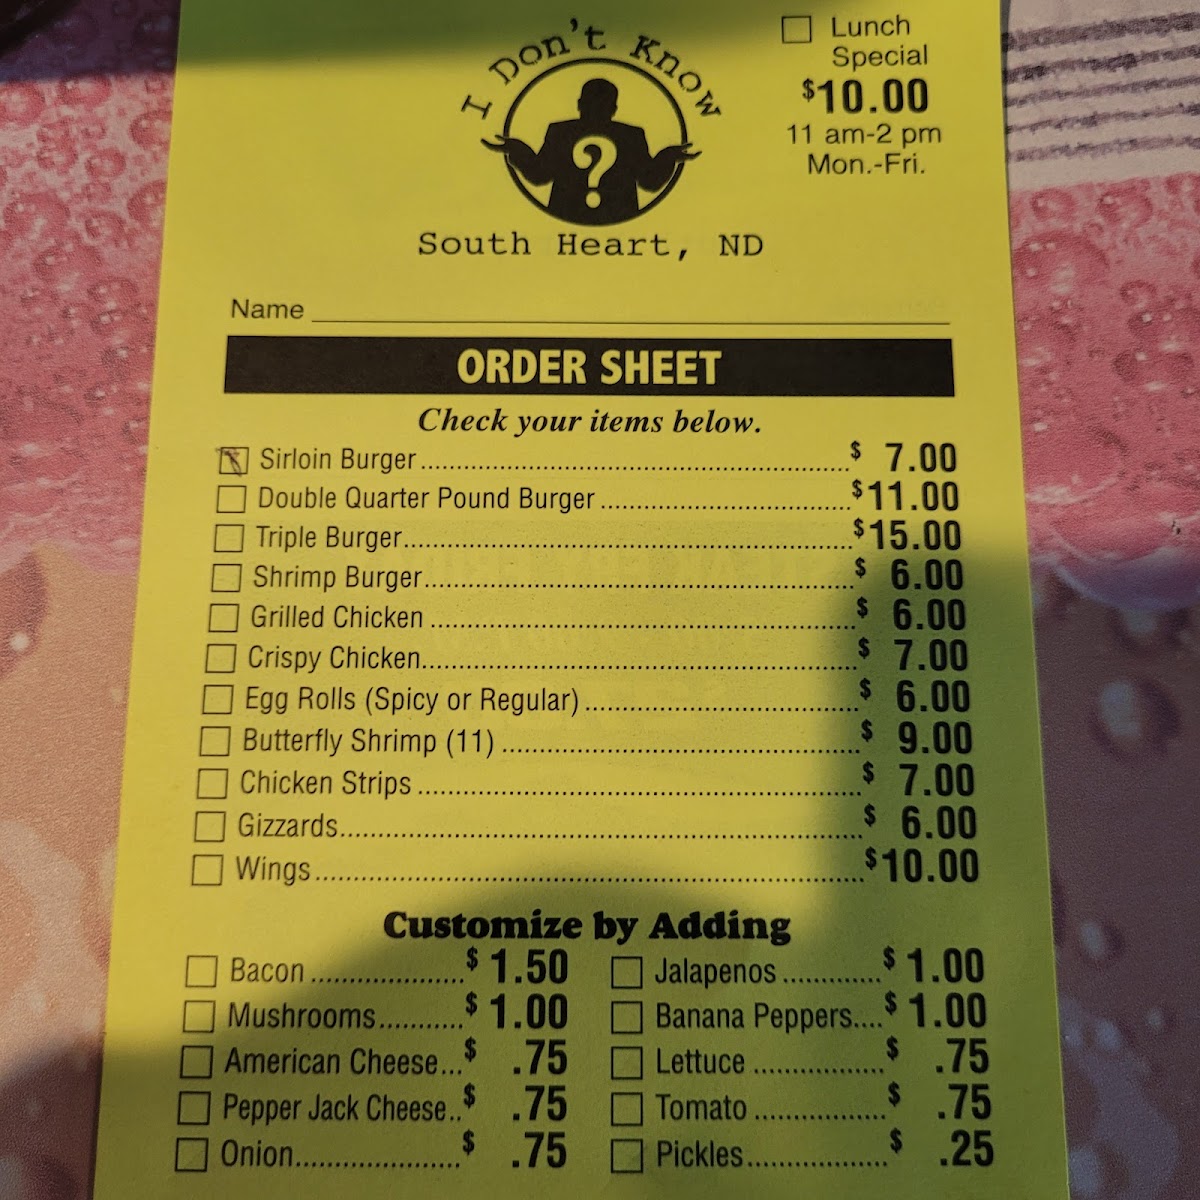 I Don't Know
?
South Heart, ND
Lunch
Special
$10.00
11 am-2 pm
Mon.-Fri.
Name
ORDER SHEET
Check your items below.
Sirloin Burger $ 7.00
Double Quarter Pound Burger $11.00
Triple Burger $15.00
Shrimp Burger $ 6.00
Grilled Chicken $ 6.00
Crispy Chicken $ 7.00
Egg Rolls (Spicy or Regular) $ 6.00
Butterfly Shrimp (11) $ 9.00
Chicken Strips $ 7.00
Gizzards $ 6.00
Wings $10.00
Customize by Adding
Bacon $ 1.50
Mushrooms $ 1.00
American Cheese $ .75
Pepper Jack Cheese $ .75
Onion $ .75
Jalapenos $ 1.00
Banana Peppers $ 1.00
Lettuce $ .75
Tomato $ .75
Pickles $ .25